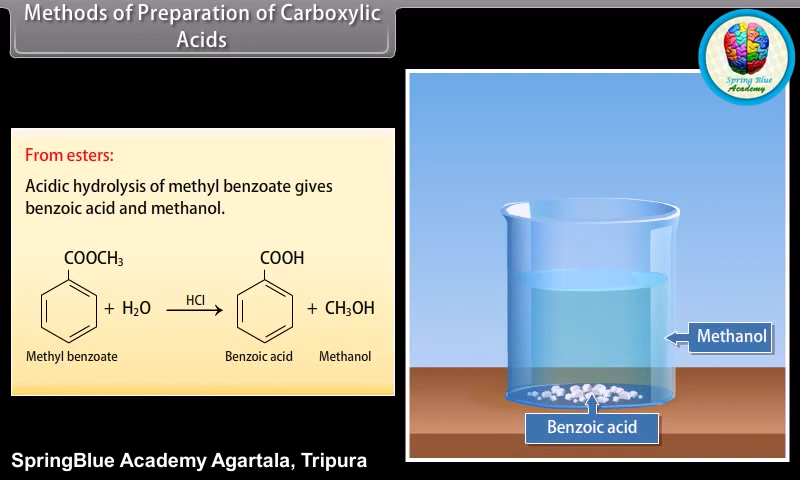 Methods of Preparation of Carboxylic
Acids
Spring Blue
Academy
From esters:
Acidic hydrolysis of methyl benzoate gives
benzoic acid and methanol.
COOCH₃
COOH
+ H₂O
HCl
+ CH₃OH
Methyl benzoate
Benzoic acid
Methanol
Methanol
Benzoic acid
SpringBlue Academy Agartala, Tripura